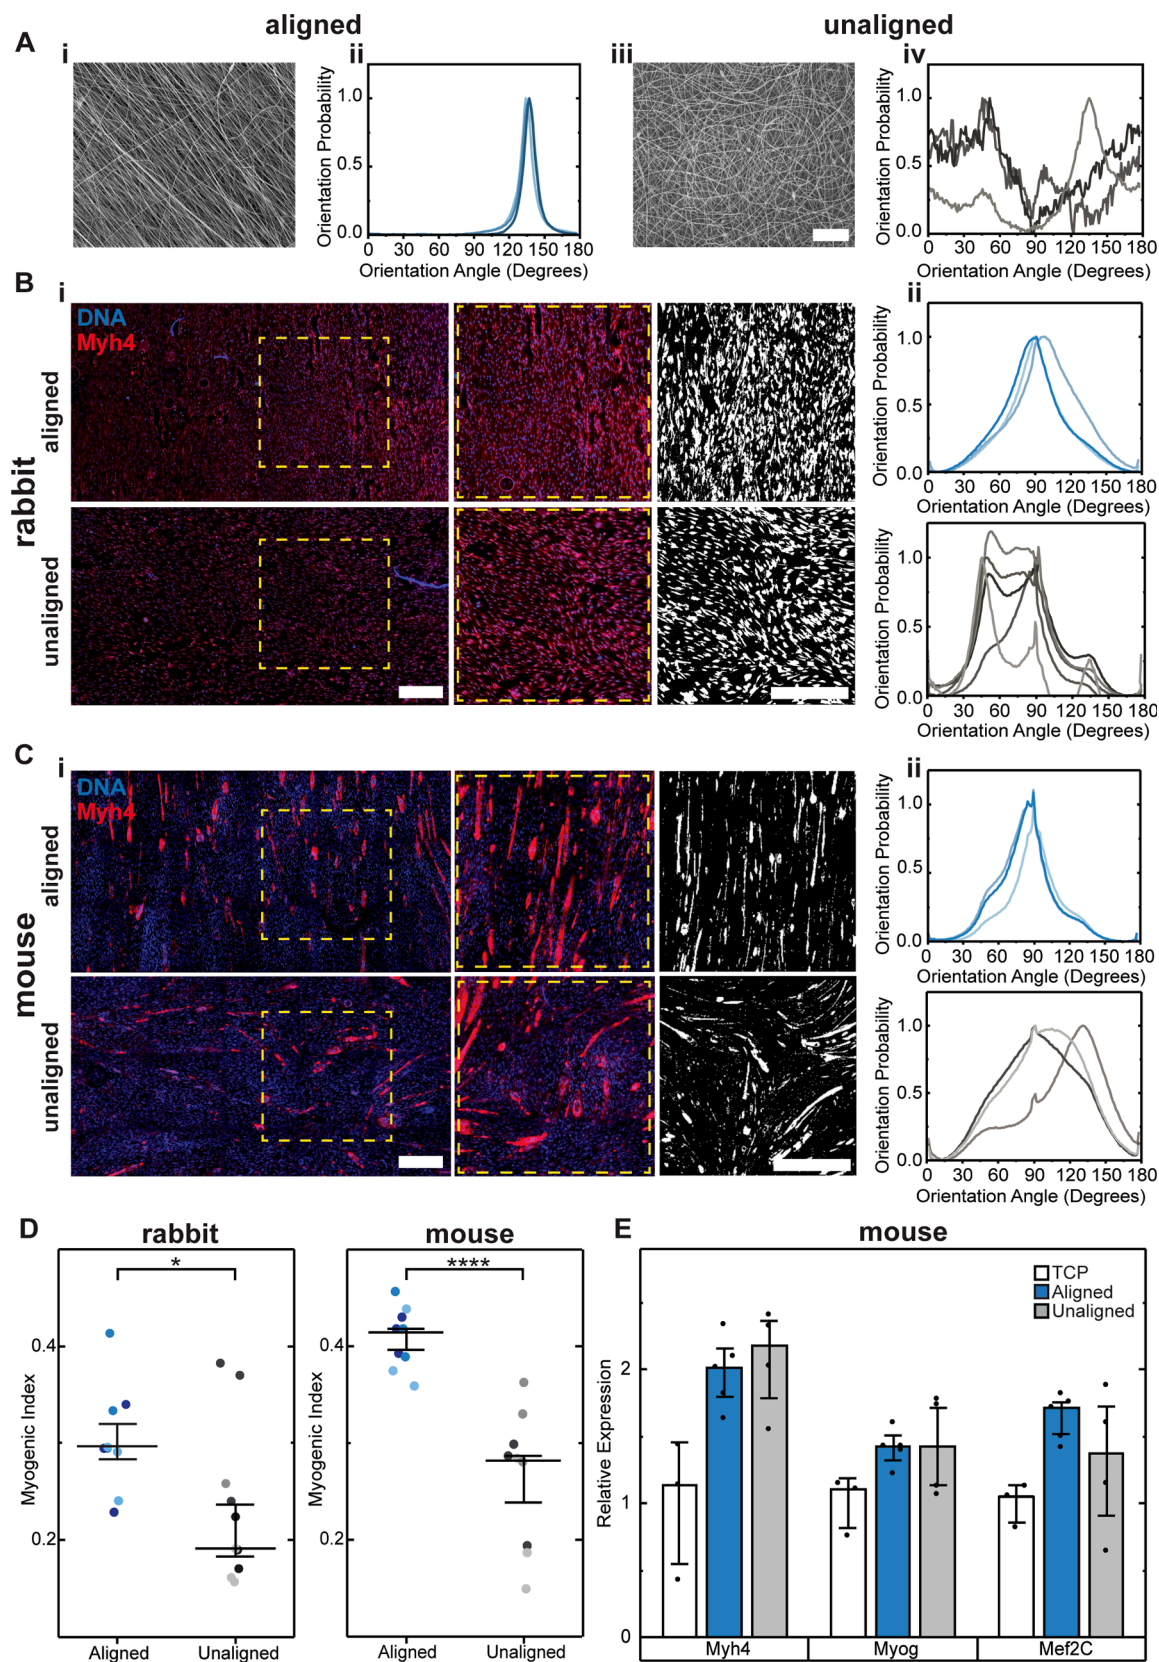 aligned
unaligned
A
i
ii
iii
iv
Orientation Probability
1.0
0.5
0.0
0 30 60 90 120 150 180
Orientation Angle (Degrees)
Orientation Probability
1.0
0.5
0.0
0 30 60 90 120 150 180
Orientation Angle (Degrees)
B
i
ii
rabbit
aligned
unaligned
DNA
Myh4
Orientation Probability
1.0
0.5
0.0
0 30 60 90 120 150 180
Orientation Angle (Degrees)
Orientation Probability
1.0
0.5
0.0
0 30 60 90 120 150 180
Orientation Angle (Degrees)
C
i
ii
mouse
aligned
unaligned
DNA
Myh4
Orientation Probability
1.0
0.5
0.0
0 30 60 90 120 150 180
Orientation Angle (Degrees)
Orientation Probability
1.0
0.5
0.0
0 30 60 90 120 150 180
Orientation Angle (Degrees)
D
rabbit
*
Myogenic Index
0.4
0.2
Aligned
Unaligned
mouse
****
Myogenic Index
0.4
0.2
Aligned
Unaligned
E
mouse
TCP
Aligned
Unaligned
Relative Expression
2
1
0
Myh4
Myog
Mef2C